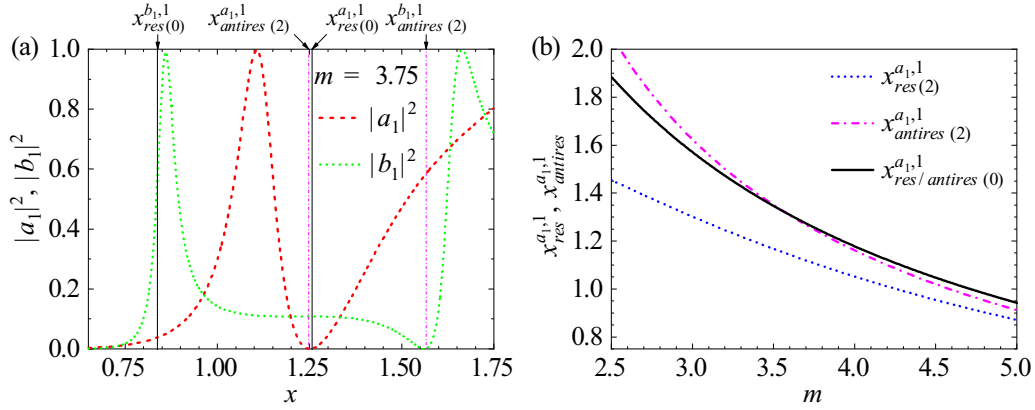 x_{res(0)}^{b_1,1} x_{antires(2)}^{a_1,1} x_{res(0)}^{a_1,1} x_{antires(2)}^{b_1,1}
(a)
1.0
0.8
0.6
0.4
0.2
0.0
|a_1|^2, |b_1|^2
m = 3.75
|a_1|^2
|b_1|^2
0.75 1.00 1.25 1.50 1.75
x
(b)
2.0
1.8
1.6
1.4
1.2
1.0
0.8
x_{res}^{a_1,1}, x_{antires}^{a_1,1}
x_{res(2)}^{a_1,1}
x_{antires(2)}^{a_1,1}
x_{res/antires(0)}^{a_1,1}
2.5 3.0 3.5 4.0 4.5 5.0
m